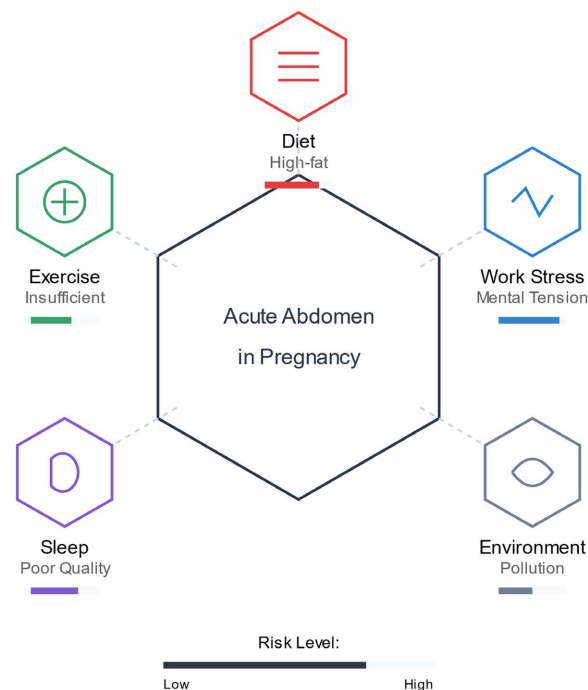 Diet
High-fat
Exercise
Insufficient
Work Stress
Mental Tension
Acute Abdomen
in Pregnancy
Sleep
Poor Quality
Environment
Pollution
Risk Level:
Low
High